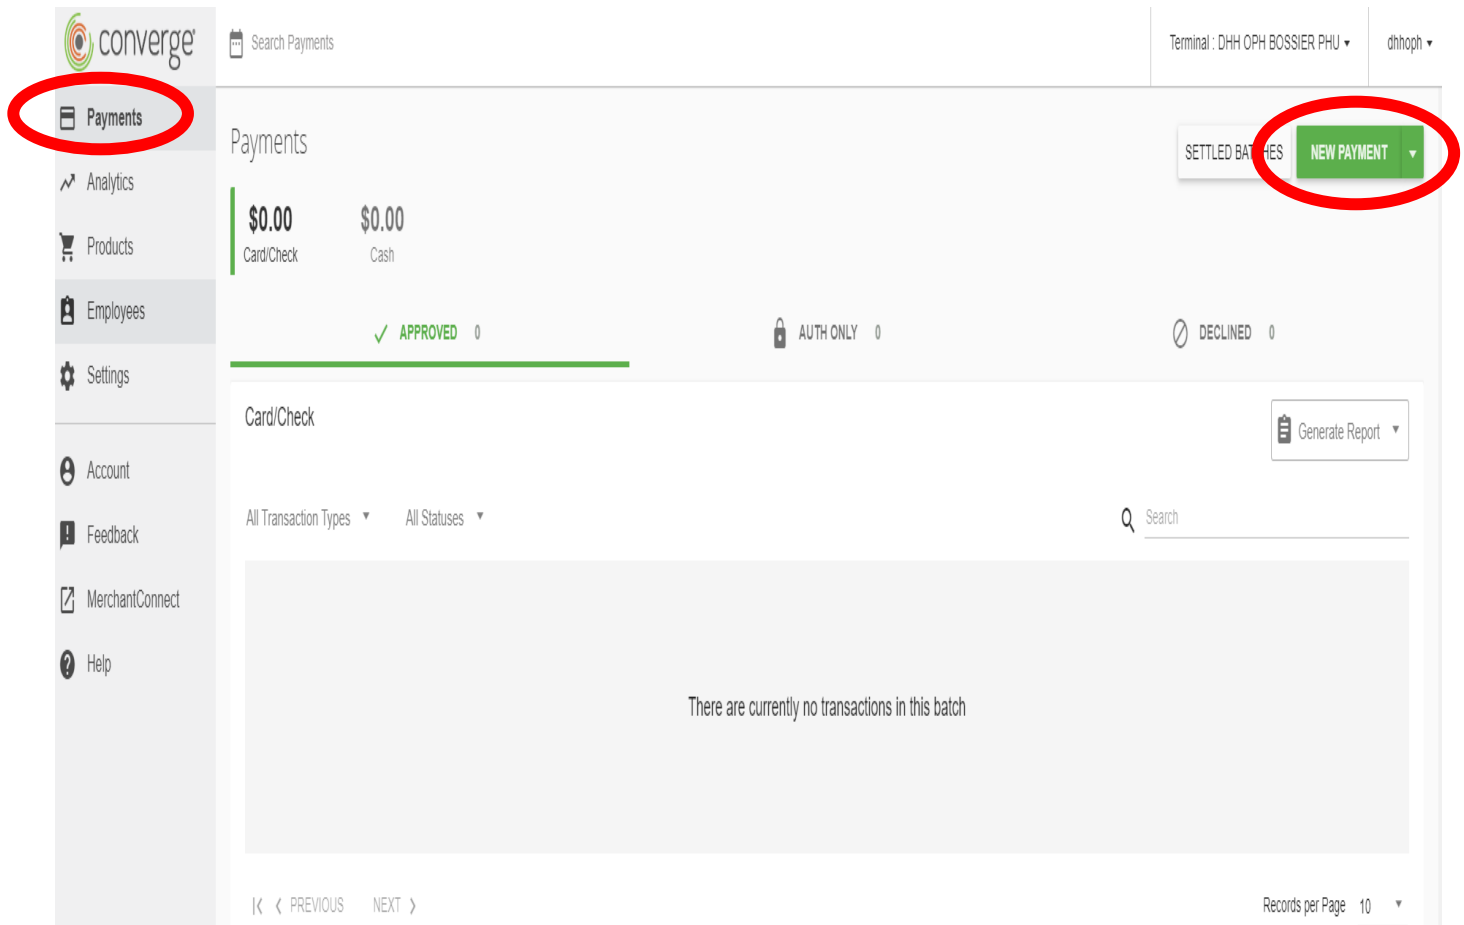 converge
Search Payments
Terminal : DHH OPH BOSSIER PHU
dhhoph
Payments
Analytics
Products
Employees
Settings
Account
Feedback
MerchantConnect
Help
Payments
SETTLED BATCHES
NEW PAYMENT
$0.00
Card/Check
$0.00
Cash
APPROVED 0
AUTH ONLY 0
DECLINED 0
Card/Check
Generate Report
All Transaction Types
All Statuses
Search
There are currently no transactions in this batch
PREVIOUS
NEXT
Records per Page 10